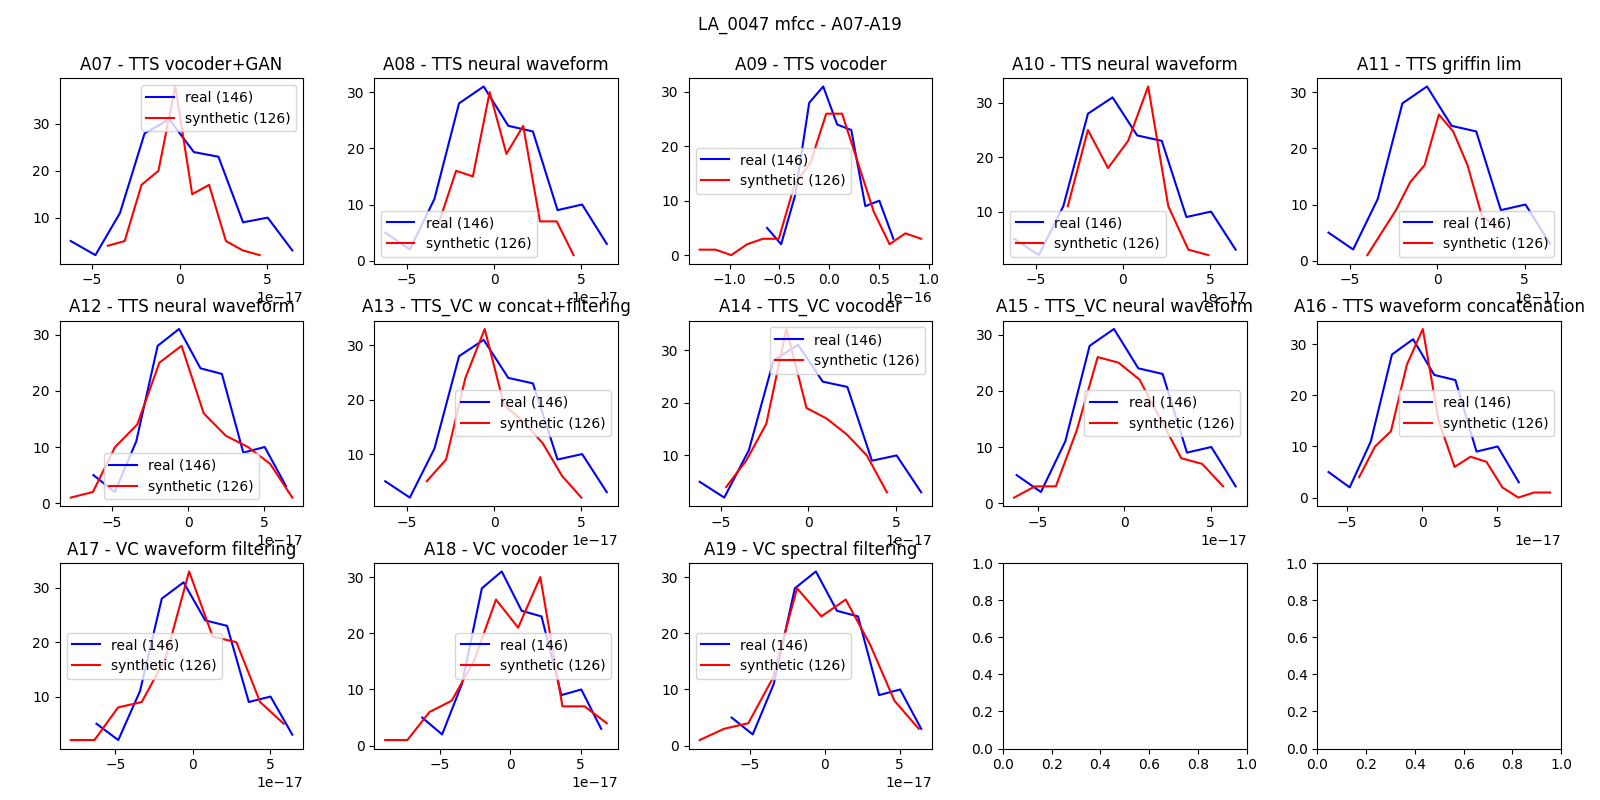 LA_0047 mfcc - A07-A19
A07 - TTS vocoder+GAN
real (146)
synthetic (126)
30
20
10
−5 0 5
1e−17
A08 - TTS neural waveform
real (146)
synthetic (126)
30
20
10
0
−5 0 5
1e−17
A09 - TTS vocoder
real (146)
synthetic (126)
30
25
20
15
10
5
0
−1.0 −0.5 0.0 0.5 1.0
1e−16
A10 - TTS neural waveform
real (146)
synthetic (126)
30
20
10
−5 0 5
1e−17
A11 - TTS griffin lim
real (146)
synthetic (126)
30
20
10
0
−5 0 5
1e−17
A12 - TTS neural waveform
real (146)
synthetic (126)
30
20
10
0
−5 0 5
1e−17
A13 - TTS_VC w concat+filtering
real (146)
synthetic (126)
30
20
10
−5 0 5
1e−17
A14 - TTS_VC vocoder
real (146)
synthetic (126)
30
20
10
−5 0 5
1e−17
A15 - TTS_VC neural waveform
real (146)
synthetic (126)
30
20
10
0
−5 0 5
1e−17
A16 - TTS waveform concatenation
real (146)
synthetic (126)
30
20
10
0
−5 0 5
1e−17
A17 - VC waveform filtering
real (146)
synthetic (126)
30
20
10
−5 0 5
1e−17
A18 - VC vocoder
real (146)
synthetic (126)
30
20
10
0
−5 0 5
1e−17
A19 - VC spectral filtering
real (146)
synthetic (126)
30
20
10
0
−5 0 5
1e−17
1.0
0.8
0.6
0.4
0.2
0.0
0.0 0.2 0.4 0.6 0.8 1.0
1.0
0.8
0.6
0.4
0.2
0.0
0.0 0.2 0.4 0.6 0.8 1.0